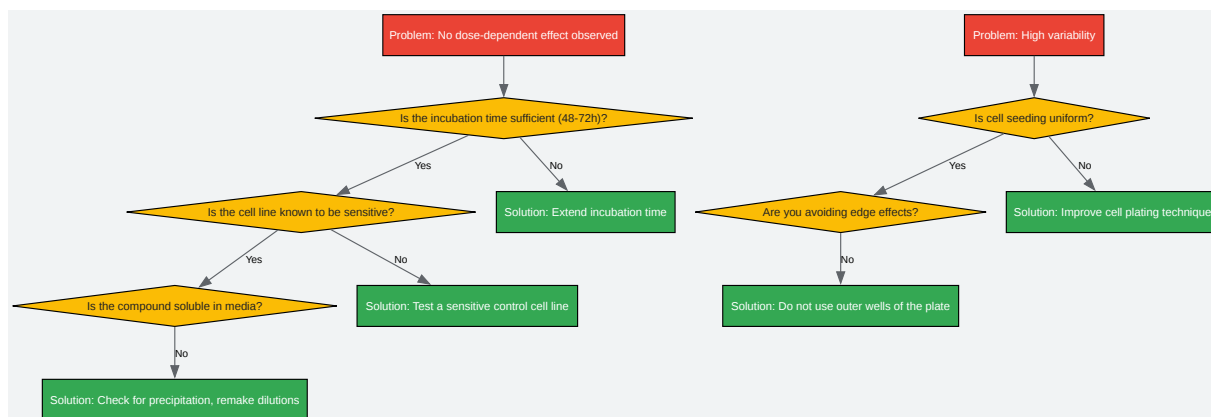 Problem: No dose-dependent effect observed
Problem: High variability
Is the incubation time sufficient (48-72h)?
Is cell seeding uniform?
Yes
No
Yes
No
Is the cell line known to be sensitive?
Solution: Extend incubation time
Are you avoiding edge effects?
Solution: Improve cell plating technique
Yes
No
No
Is the compound soluble in media?
Solution: Test a sensitive control cell line
Solution: Do not use outer wells of the plate
No
Solution: Check for precipitation, remake dilutions